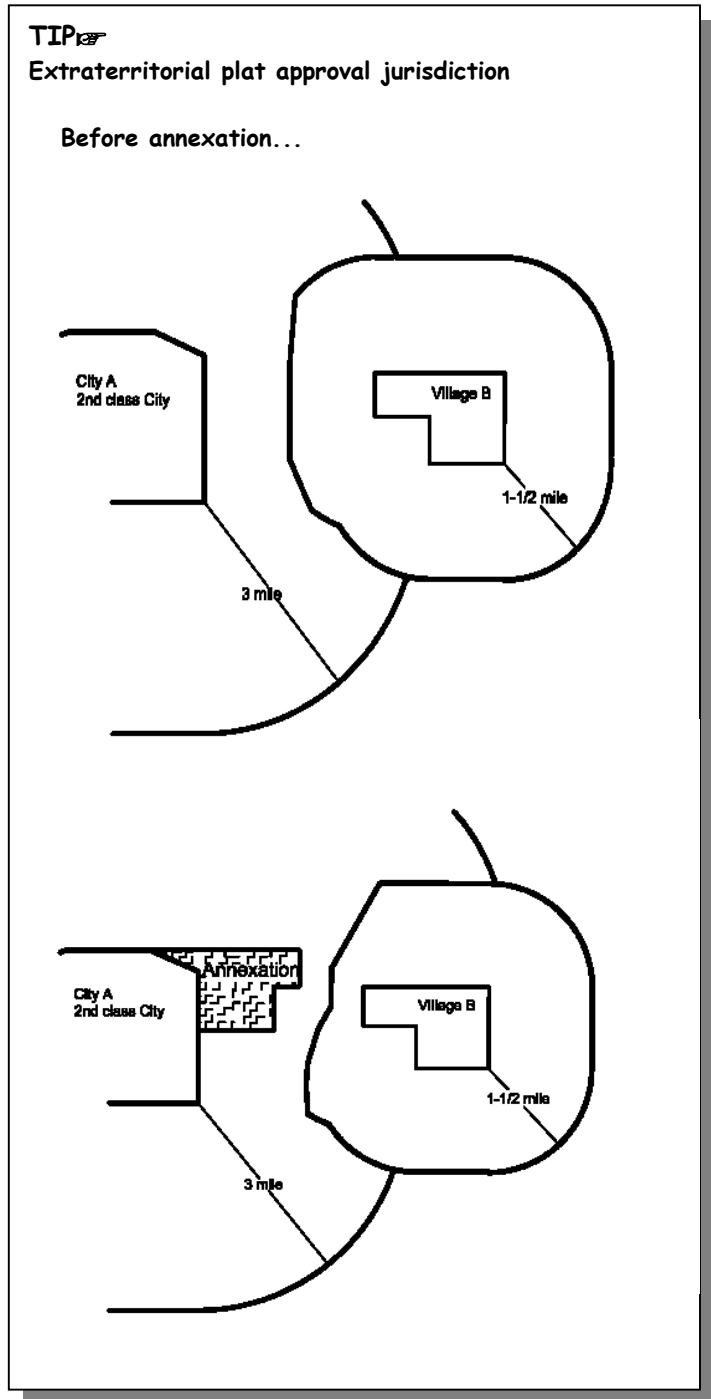 TIP☞
Extraterritorial plat approval jurisdiction
Before annexation...
City A
2nd class City
Village B
1-1/2 mile
3 mile
Annexation
City A
2nd class City
Village B
1-1/2 mile
3 mile